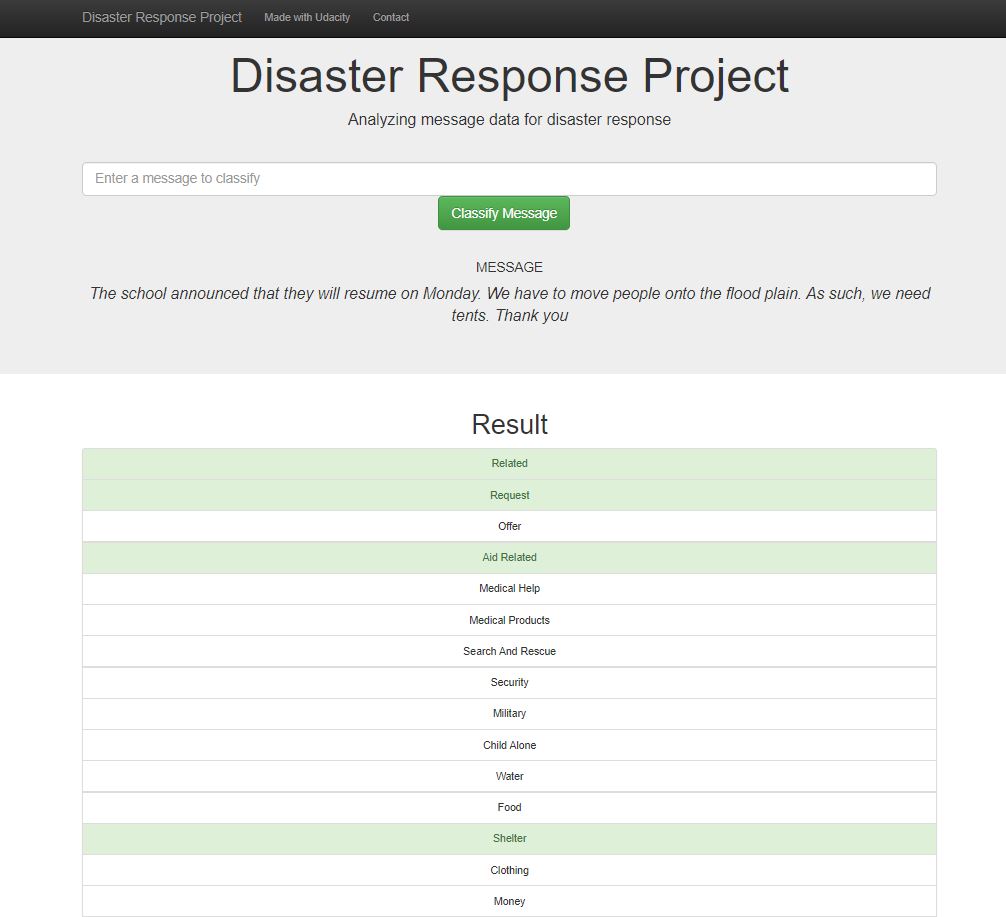 Disaster Response Project Made with Udacity Contact
Disaster Response Project
Analyzing message data for disaster response
Enter a message to classify
Classify Message
MESSAGE
The school announced that they will resume on Monday. We have to move people onto the flood plain. As such, we need
tents. Thank you
Result
Related
Request
Offer
Aid Related
Medical Help
Medical Products
Search And Rescue
Security
Military
Child Alone
Water
Food
Shelter
Clothing
Money